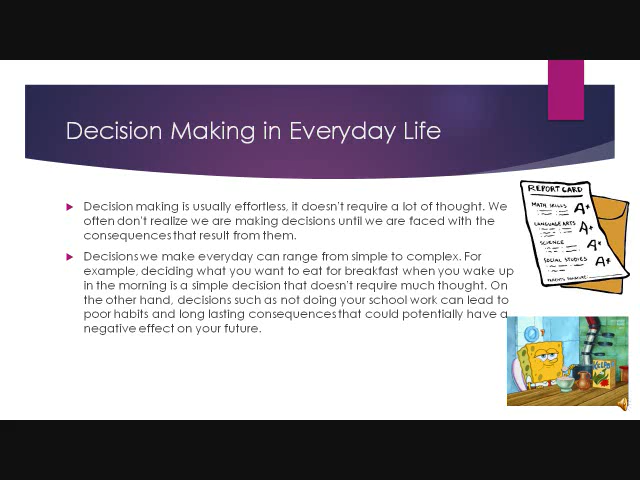 Decision Making in Everyday Life
Decision making is usually effortless, it doesn't require a lot of thought. We
often don't realize we are making decisions until we are faced with the
consequences that result from them.
Decisions we make everyday can range from simple to complex. For
example, deciding what you want to eat for breakfast when you wake up
in the morning is a simple decision that doesn't require much thought. On
the other hand, decisions such as not doing your school work can lead to
poor habits and long lasting consequences that could potentially have a
negative effect on your future.
REPORT CARD
MATH SKILLS A+
LANGUAGE ARTS A+
SCIENCE A+
SOCIAL STUDIES A+